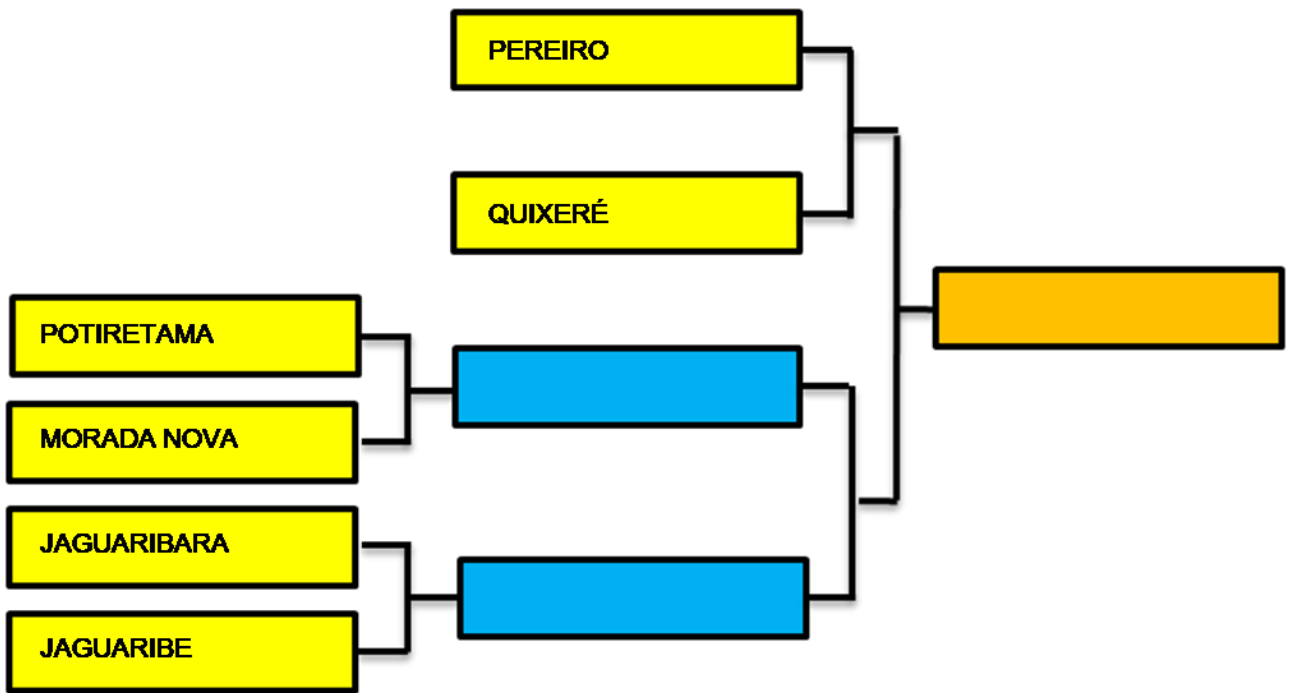 PEREIRO
QUIXERÉ
POTIRETAMA
MORADA NOVA
JAGUARIBARA
JAGUARIBE